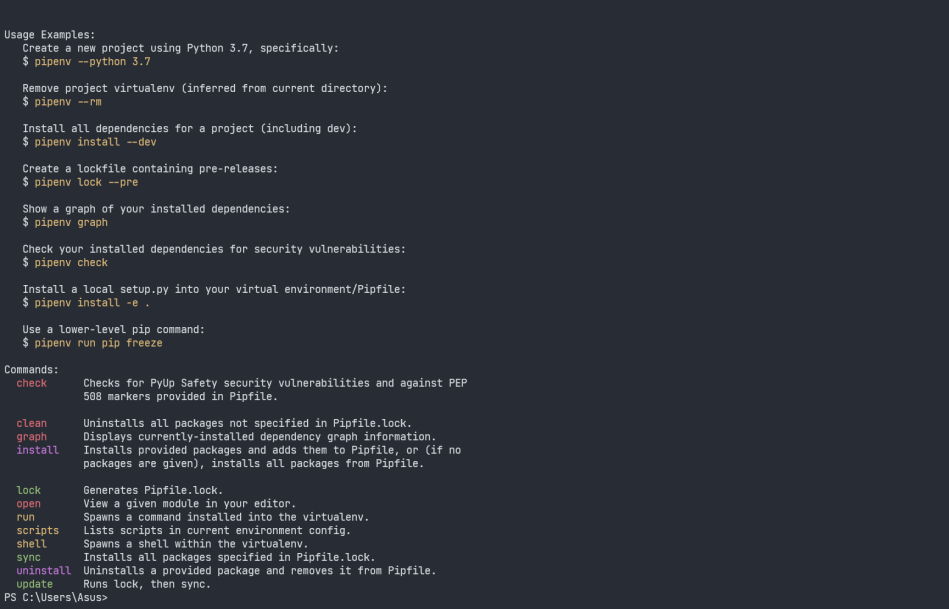 Usage Examples:
Create a new project using Python 3.7, specifically:
$ pipenv --python 3.7
Remove project virtualenv (inferred from current directory):
$ pipenv --rm
Install all dependencies for a project (including dev):
$ pipenv install --dev
Create a lockfile containing pre-releases:
$ pipenv lock --pre
Show a graph of your installed dependencies:
$ pipenv graph
Check your installed dependencies for security vulnerabilities:
$ pipenv check
Install a local setup.py into your virtual environment/Pipfile:
$ pipenv install -e .
Use a lower-level pip command:
$ pipenv run pip freeze
Commands:
check Checks for PyUp Safety security vulnerabilities and against PEP
508 markers provided in Pipfile.
clean Uninstalls all packages not specified in Pipfile.lock.
graph Displays currently-installed dependency graph information.
install Installs provided packages and adds them to Pipfile, or (if no
packages are given), installs all packages from Pipfile.
lock Generates Pipfile.lock.
open View a given module in your editor.
run Spawns a command installed into the virtualenv.
scripts Lists scripts in current environment config.
shell Spawns a shell within the virtualenv.
sync Installs all packages specified in Pipfile.lock.
uninstall Uninstalls a provided package and removes it from Pipfile.
update Runs lock, then sync.
PS C:\Users\Asus>